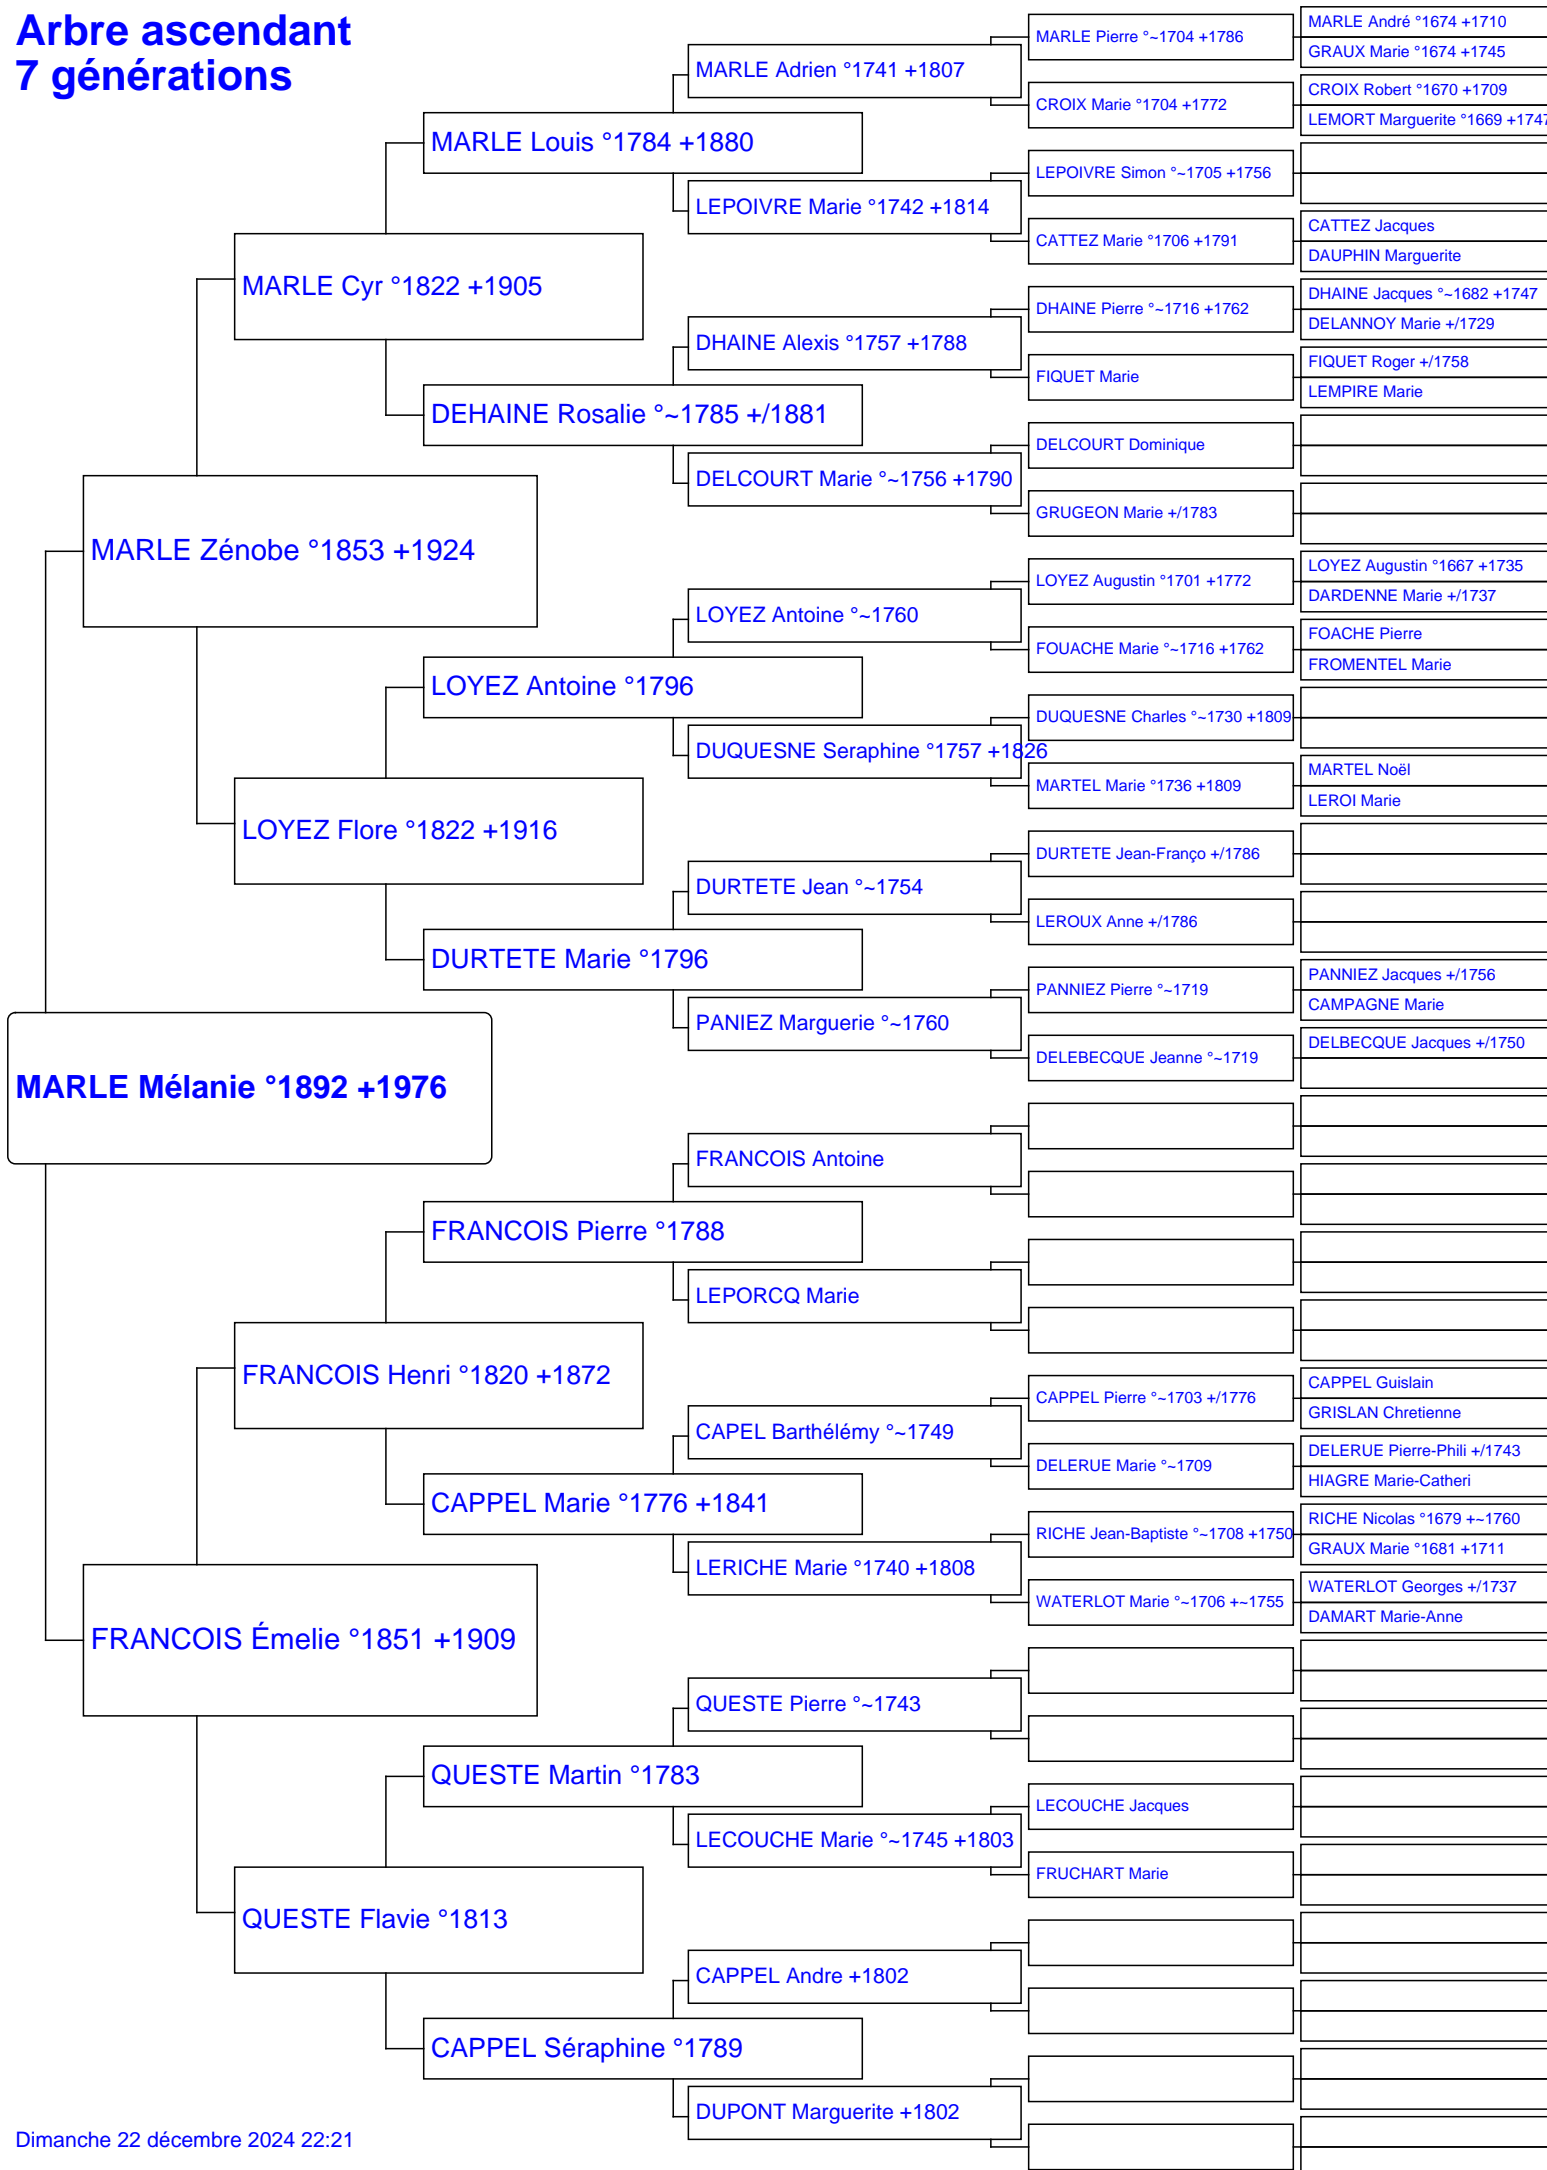 Arbre ascendant
7 générations
MARLE Mélanie °1892 +1976
MARLE Zénobe °1853 +1924
FRANCOIS Émelie °1851 +1909
MARLE Cyr °1822 +1905
LOYEZ Flore °1822 +1916
FRANCOIS Henri °1820 +1872
QUESTE Flavie °1813
MARLE Louis °1784 +1880
DEHAINE Rosalie °~1785 +/1881
LOYEZ Antoine °1796
DURTETE Marie °1796
FRANCOIS Pierre °1788
CAPPEL Marie °1776 +1841
QUESTE Martin °1783
CAPPEL Séraphine °1789
MARLE Adrien °1741 +1807
LEPOIVRE Marie °1742 +1814
DHAINE Alexis °1757 +1788
DELCOURT Marie °~1756 +1790
LOYEZ Antoine °~1760
DUQUESNE Seraphine °1757 +1826
DURTETE Jean °~1754
PANIEZ Marguerie °~1760
FRANCOIS Antoine
LEPORCQ Marie
CAPEL Barthélémy °~1749
LERICHE Marie °1740 +1808
QUESTE Pierre °~1743
LECOUCHE Marie °~1745 +1803
CAPPEL Andre +1802
DUPONT Marguerite +1802
MARLE Pierre °~1704 +1786
CROIX Marie °1704 +1772
LEPOIVRE Simon °~1705 +1756
CATTEZ Marie °1706 +1791
DHAINE Pierre °~1716 +1762
FIQUET Marie
DELCOURT Dominique
GRUGEON Marie +/1783
LOYEZ Augustin °1701 +1772
FOUACHE Marie °~1716 +1762
DUQUESNE Charles °~1730 +1809
MARTEL Marie °1736 +1809
DURTETE Jean-Franço +/1786
LEROUX Anne +/1786
PANNIEZ Pierre °~1719
DELEBECQUE Jeanne °~1719
CAPPEL Pierre °~1703 +/1776
DELERUE Marie °~1709
RICHE Jean-Baptiste °~1708 +1750
WATERLOT Marie °~1706 +~1755
LECOUCHE Jacques
FRUCHART Marie
MARLE André °1674 +1710
GRAUX Marie °1674 +1745
CROIX Robert °1670 +1709
LEMORT Marguerite °1669 +1747
CATTEZ Jacques
DAUPHIN Marguerite
DHAINE Jacques °~1682 +1747
DELANNOY Marie +/1729
FIQUET Roger +/1758
LEMPIRE Marie
LOYEZ Augustin °1667 +1735
DARDENNE Marie +/1737
FOACHE Pierre
FROMENTEL Marie
MARTEL Noël
LEROI Marie
PANNIEZ Jacques +/1756
CAMPAGNE Marie
DELBECQUE Jacques +/1750
CAPPEL Guislain
GRISLAN Chretienne
DELERUE Pierre-Phili +/1743
HIAGRE Marie-Catheri
RICHE Nicolas °1679 +~1760
GRAUX Marie °1681 +1711
WATERLOT Georges +/1737
DAMART Marie-Anne
Dimanche 22 décembre 2024 22:21